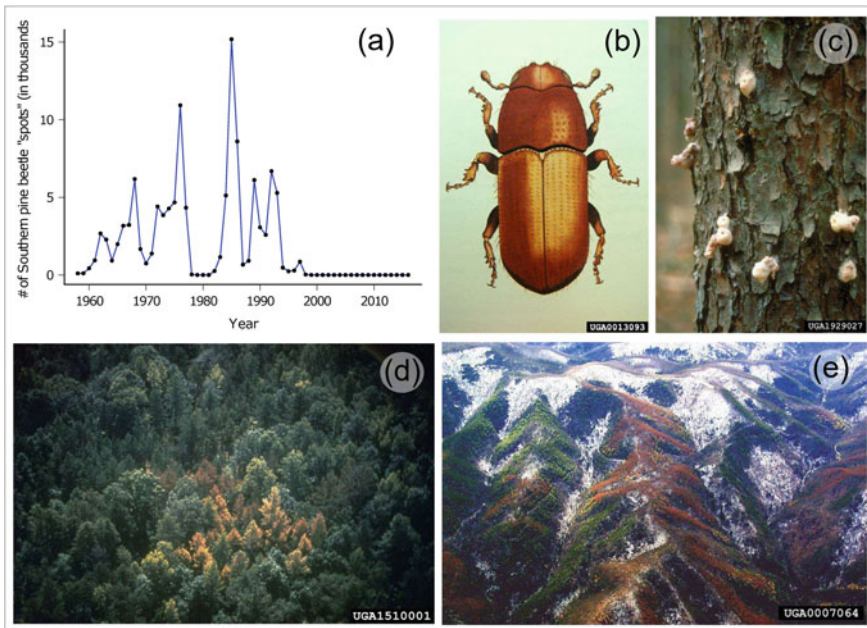 (a)
# of Southern pine beetle "spots" (in thousands
15
10
5
0
1960
1970
1980
1990
2000
2010
Year
(b)
UGA0013093
(c)
UGA1929027
(d)
UGA1510001
(e)
UGA0007064